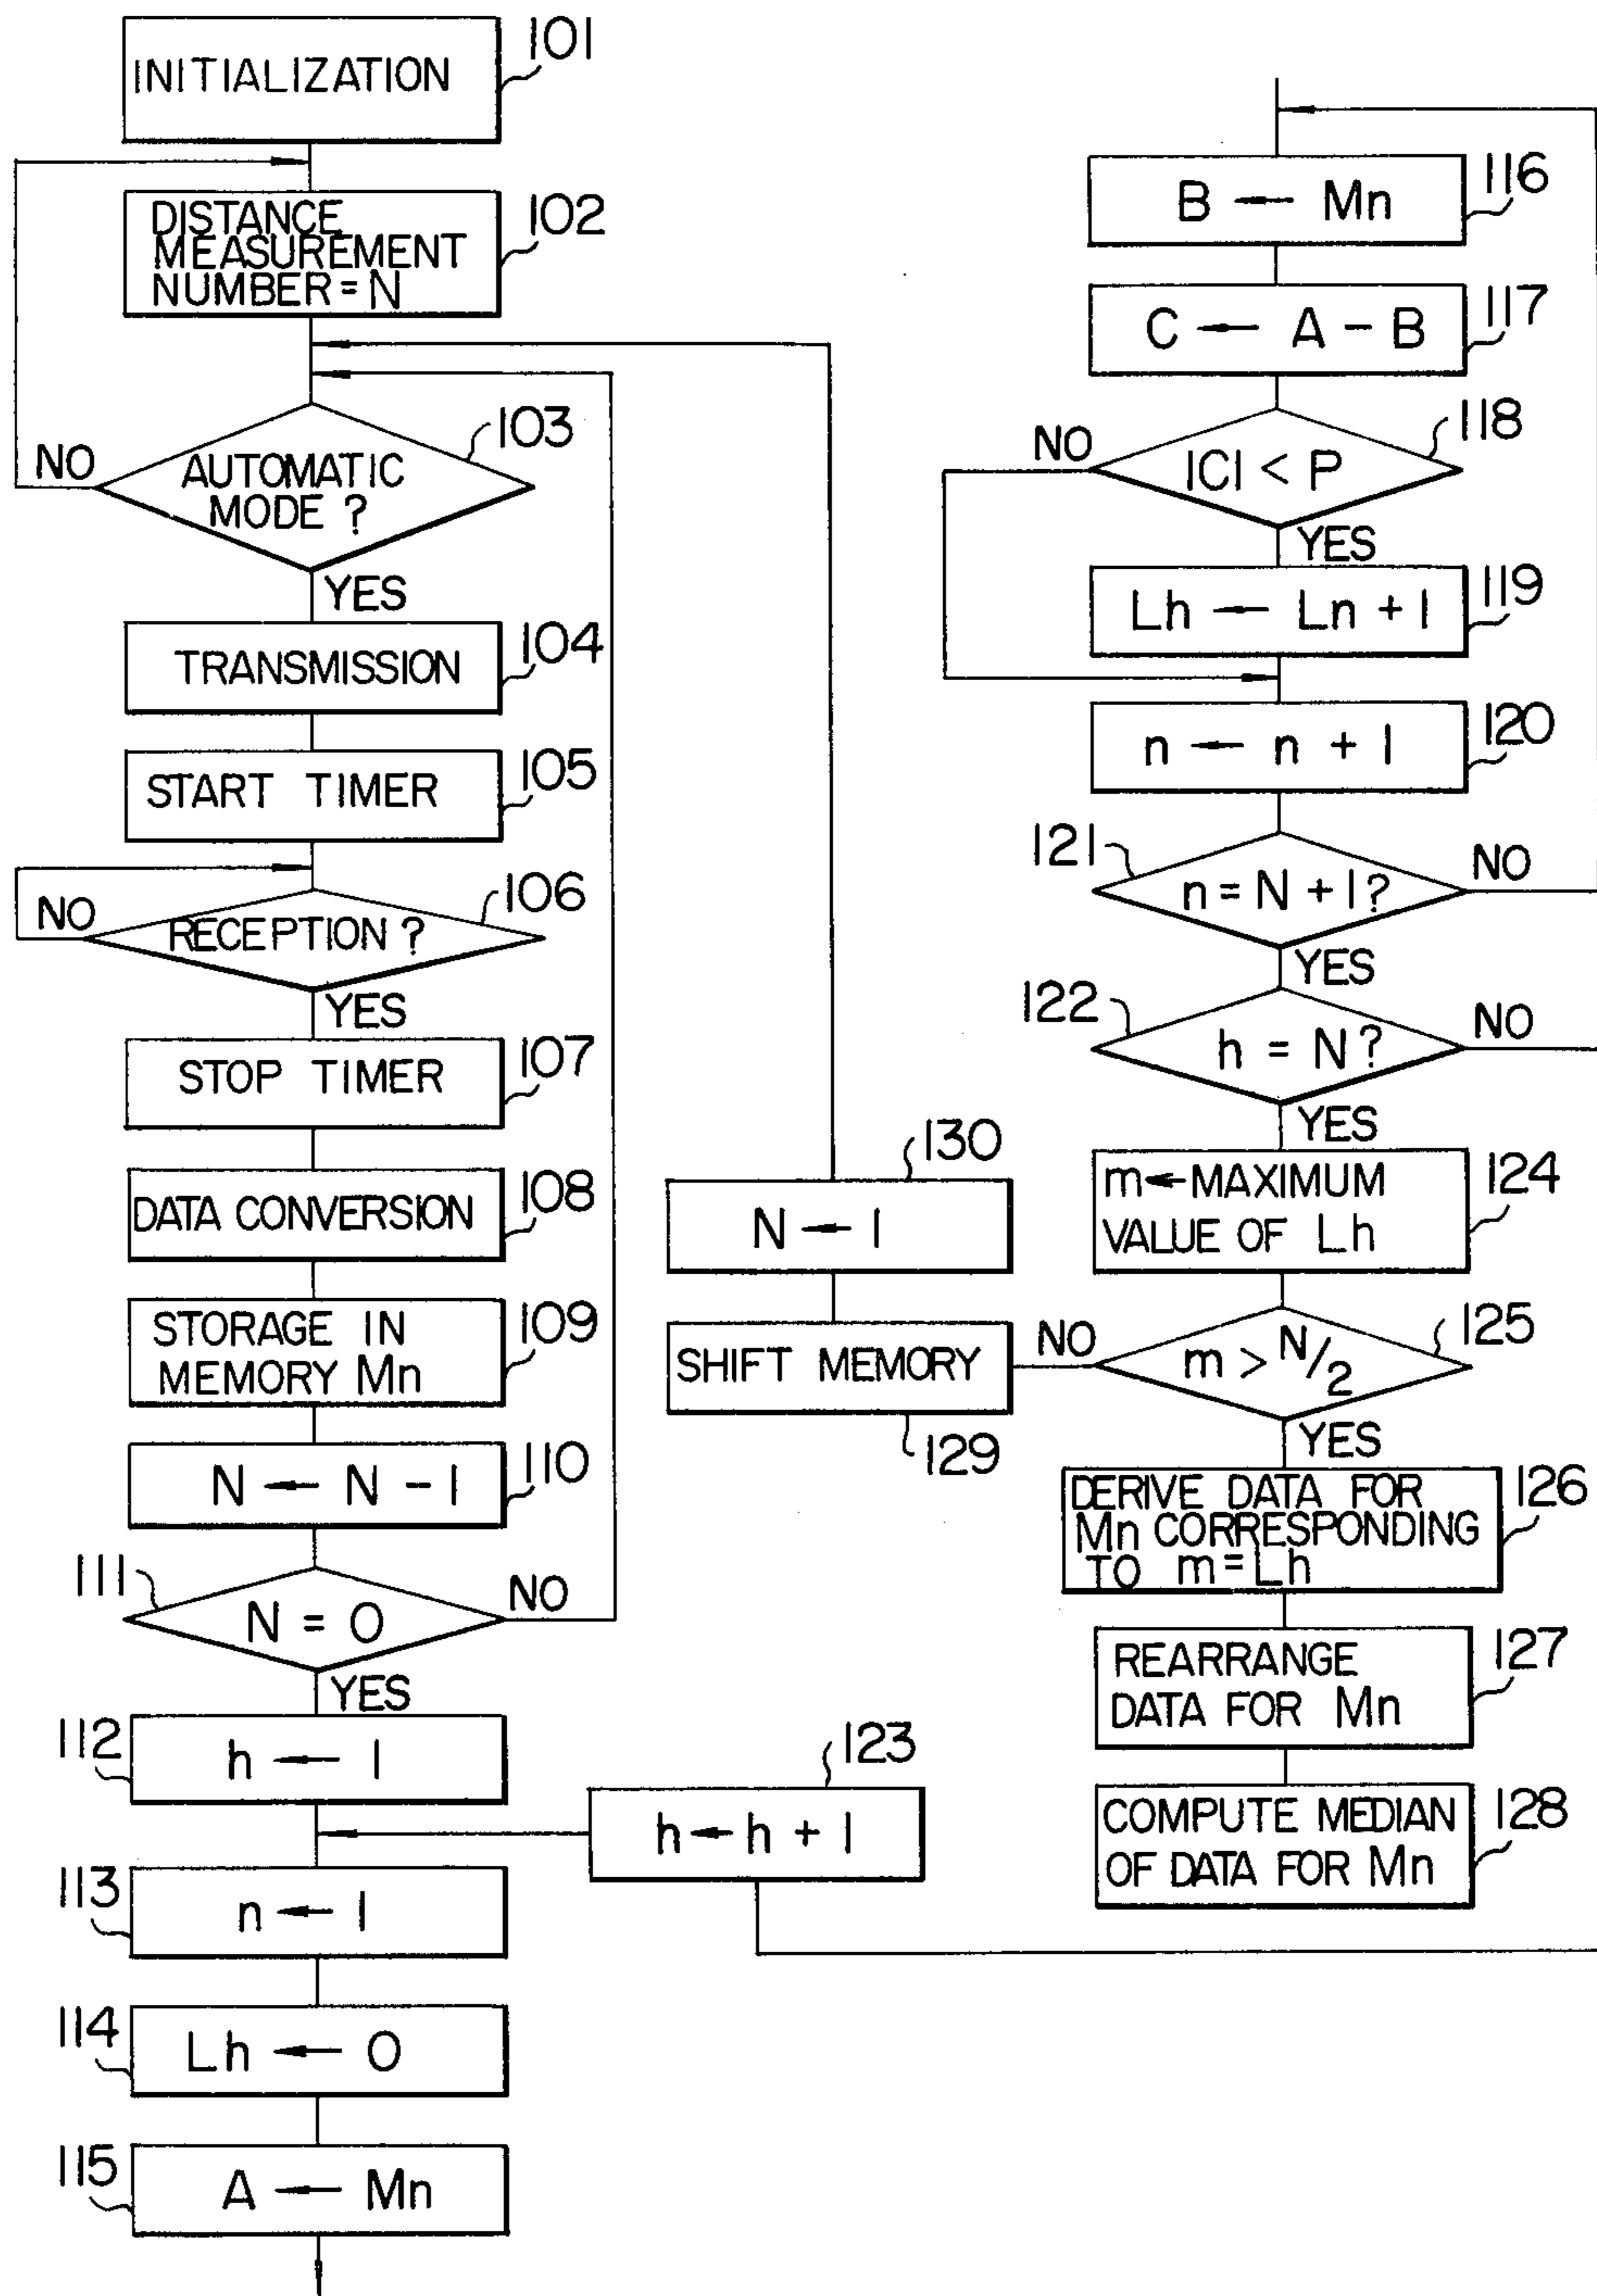 INITIALIZATION
101
DISTANCE
MEASUREMENT
NUMBER = N
102
103
AUTOMATIC
MODE ?
NO
YES
TRANSMISSION
104
START TIMER
105
106
RECEPTION ?
NO
YES
STOP TIMER
107
DATA CONVERSION
108
STORAGE IN
MEMORY Mn
109
N ← N - 1
110
111
N = 0
NO
YES
112
h ← 1
113
n ← 1
114
Lh ← 0
115
A ← Mn
B ← Mn
116
C ← A - B
117
118
|C| < P
NO
YES
Lh ← Ln + 1
119
n ← n + 1
120
121
n = N + 1 ?
NO
YES
122
h = N ?
NO
YES
123
h ← h + 1
m ← MAXIMUM
VALUE OF Lh
124
125
m > N/2
NO
YES
DERIVE DATA FOR
Mn CORRESPONDING
TO m = Lh
126
REARRANGE
DATA FOR Mn
127
COMPUTE MEDIAN
OF DATA FOR Mn
128
SHIFT MEMORY
129
130
N ← 1